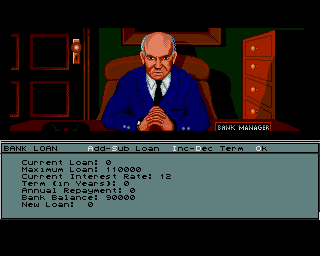 BANK MANAGER
BANK LOAN Add-Sub Loan Inc-Dec Term Ok
Current Loan: 0
Maximum Loan: 110000
Current Interest Rate: 12
Term (in Years): 0
Annual Repayment: 0
Bank Balance: 90000
New Loan: 0